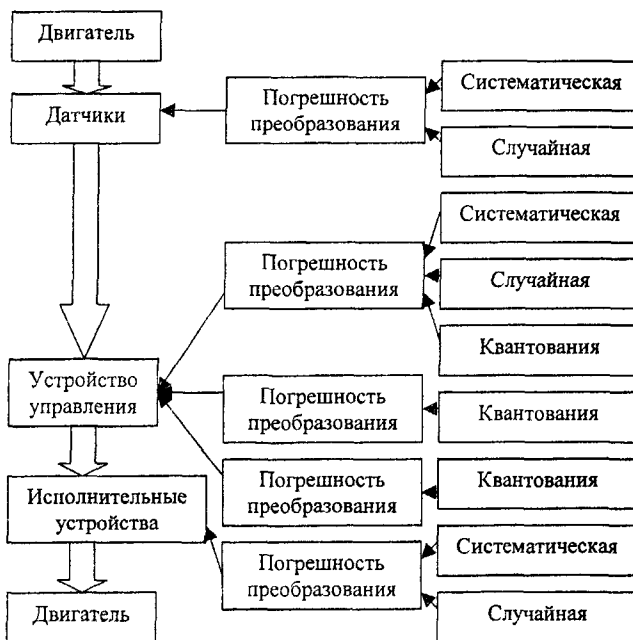 Двигатель
Датчики
Погрешность
преобразования
Систематическая
Случайная
Систематическая
Погрешность
преобразования
Случайная
Квантования
Устройство
управления
Погрешность
преобразования
Квантования
Погрешность
преобразования
Квантования
Исполнительные
устройства
Погрешность
преобразования
Систематическая
Случайная
Двигатель